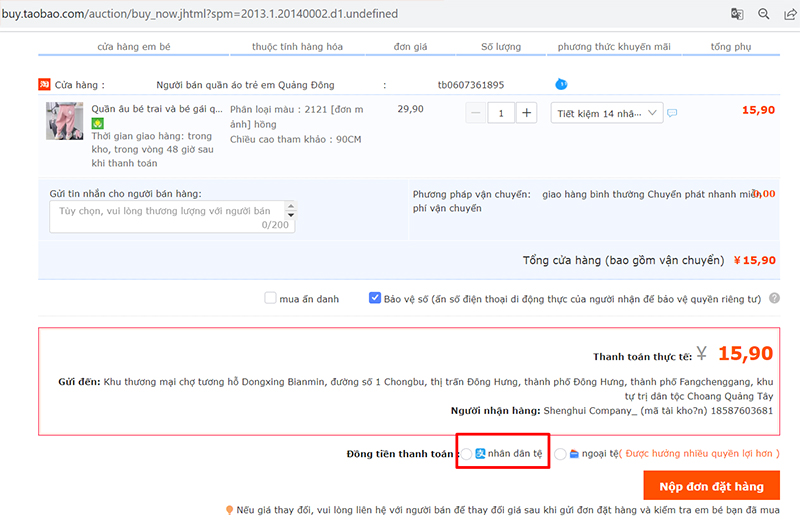 buy.taobao.com/auction/buy_now.jhtml?spm=2013.1.20140002.d1.undefined
cửa hàng em bé thuộc tính hàng hóa đơn giá Số lượng phương thức khuyến mãi tổng phụ
淘 Cửa hàng : Người bán quần áo trẻ em Quảng Đông : tb0607361895
Quần âu bé trai và bé gái q... Phân loại màu : 2121 [đơn m 29,90 — 1 + Tiết kiệm 14 nhâ... 15,90
ảnh] hồng
Thời gian giao hàng: trong Chiều cao tham khảo : 90CM
kho, trong vòng 48 giờ sau
khi thanh toán
Gửi tin nhắn cho người bán hàng: Phương pháp vận chuyển: giao hàng bình thường Chuyển phát nhanh miễn 0,00
Tùy chọn, vui lòng thương lượng với người bán phí vận chuyển
0/200
Tổng cửa hàng (bao gồm vận chuyển) ￥15,90
mua ẩn danh Bảo vệ số (ẩn số điện thoại di động thực của người nhận để bảo vệ quyền riêng tư) ?
Thanh toán thực tế: ￥ 15,90
Gửi đến: Khu thương mại chợ tương hỗ Dongxing Bianmin, đường số 1 Chongbu, thị trấn Đông Hưng, thành phố Đông Hưng, thành phố Fangchenggang, khu
tự trị dân tộc Choang Quảng Tây
Người nhận hàng: Shenghui Company_ (mã tài kho?n) 18587603681
Đồng tiền thanh toán : 支 nhân dân tệ ngoại tệ( Được hưởng nhiều quyền lợi hơn )
Nộp đơn đặt hàng
Nếu giá thay đổi, vui lòng liên hệ với người bán để thay đổi giá sau khi gửi đơn đặt hàng và kiểm tra em bé bạn đã mua